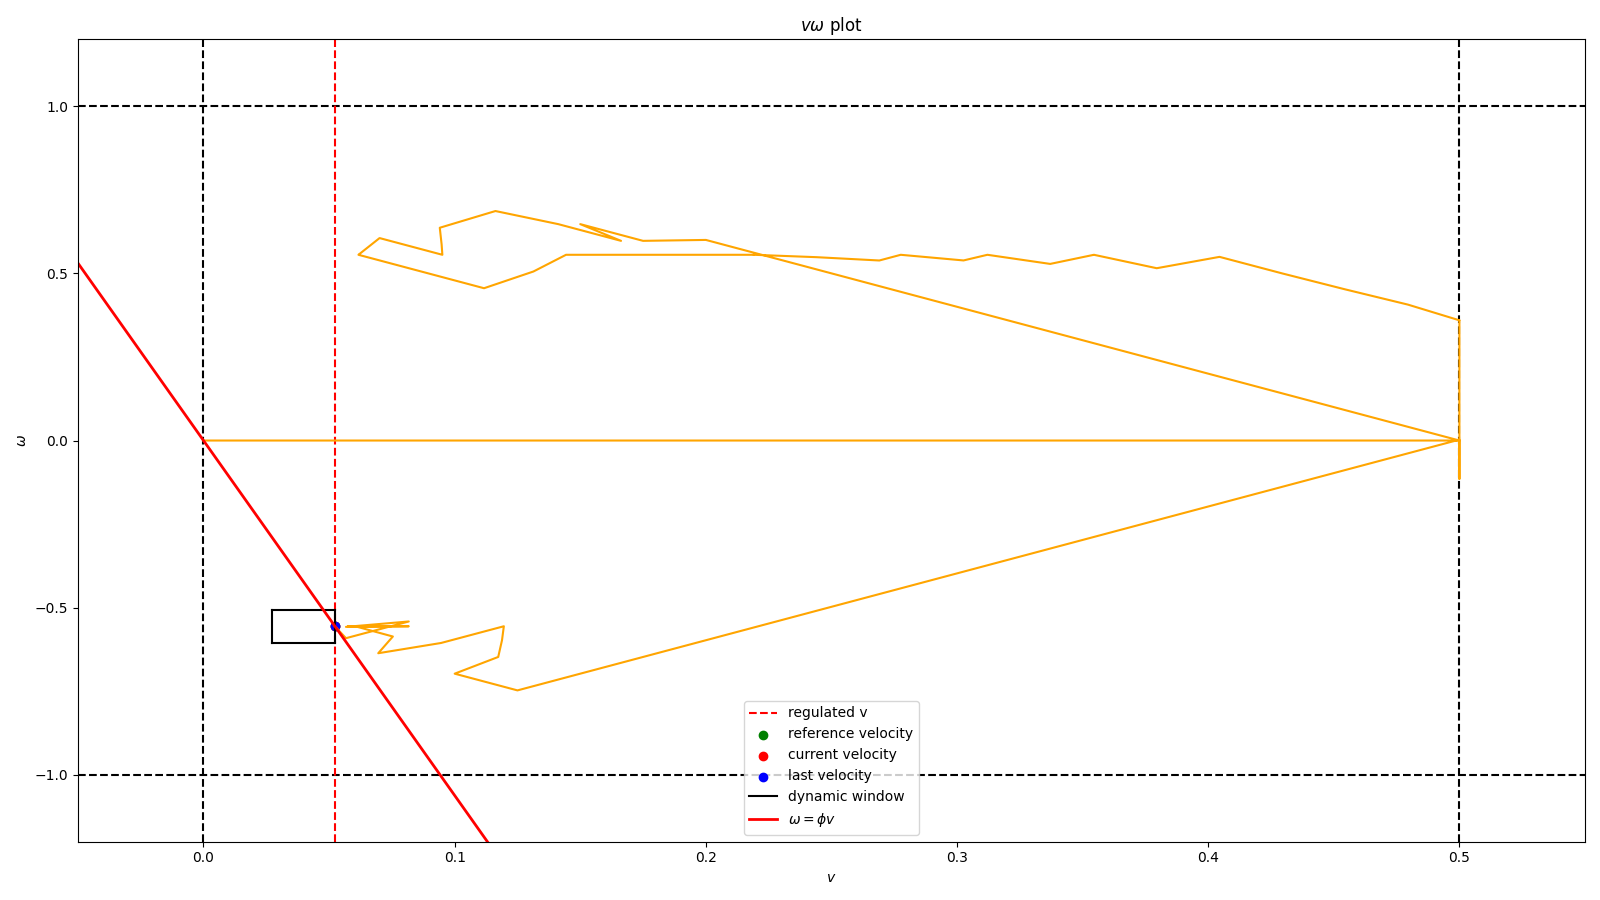 vω plot
1.0
0.5
0.0
−0.5
−1.0
ω
regulated v
reference velocity
current velocity
last velocity
dynamic window
ω = ϕv
0.0 0.1 0.2 0.3 0.4 0.5
v